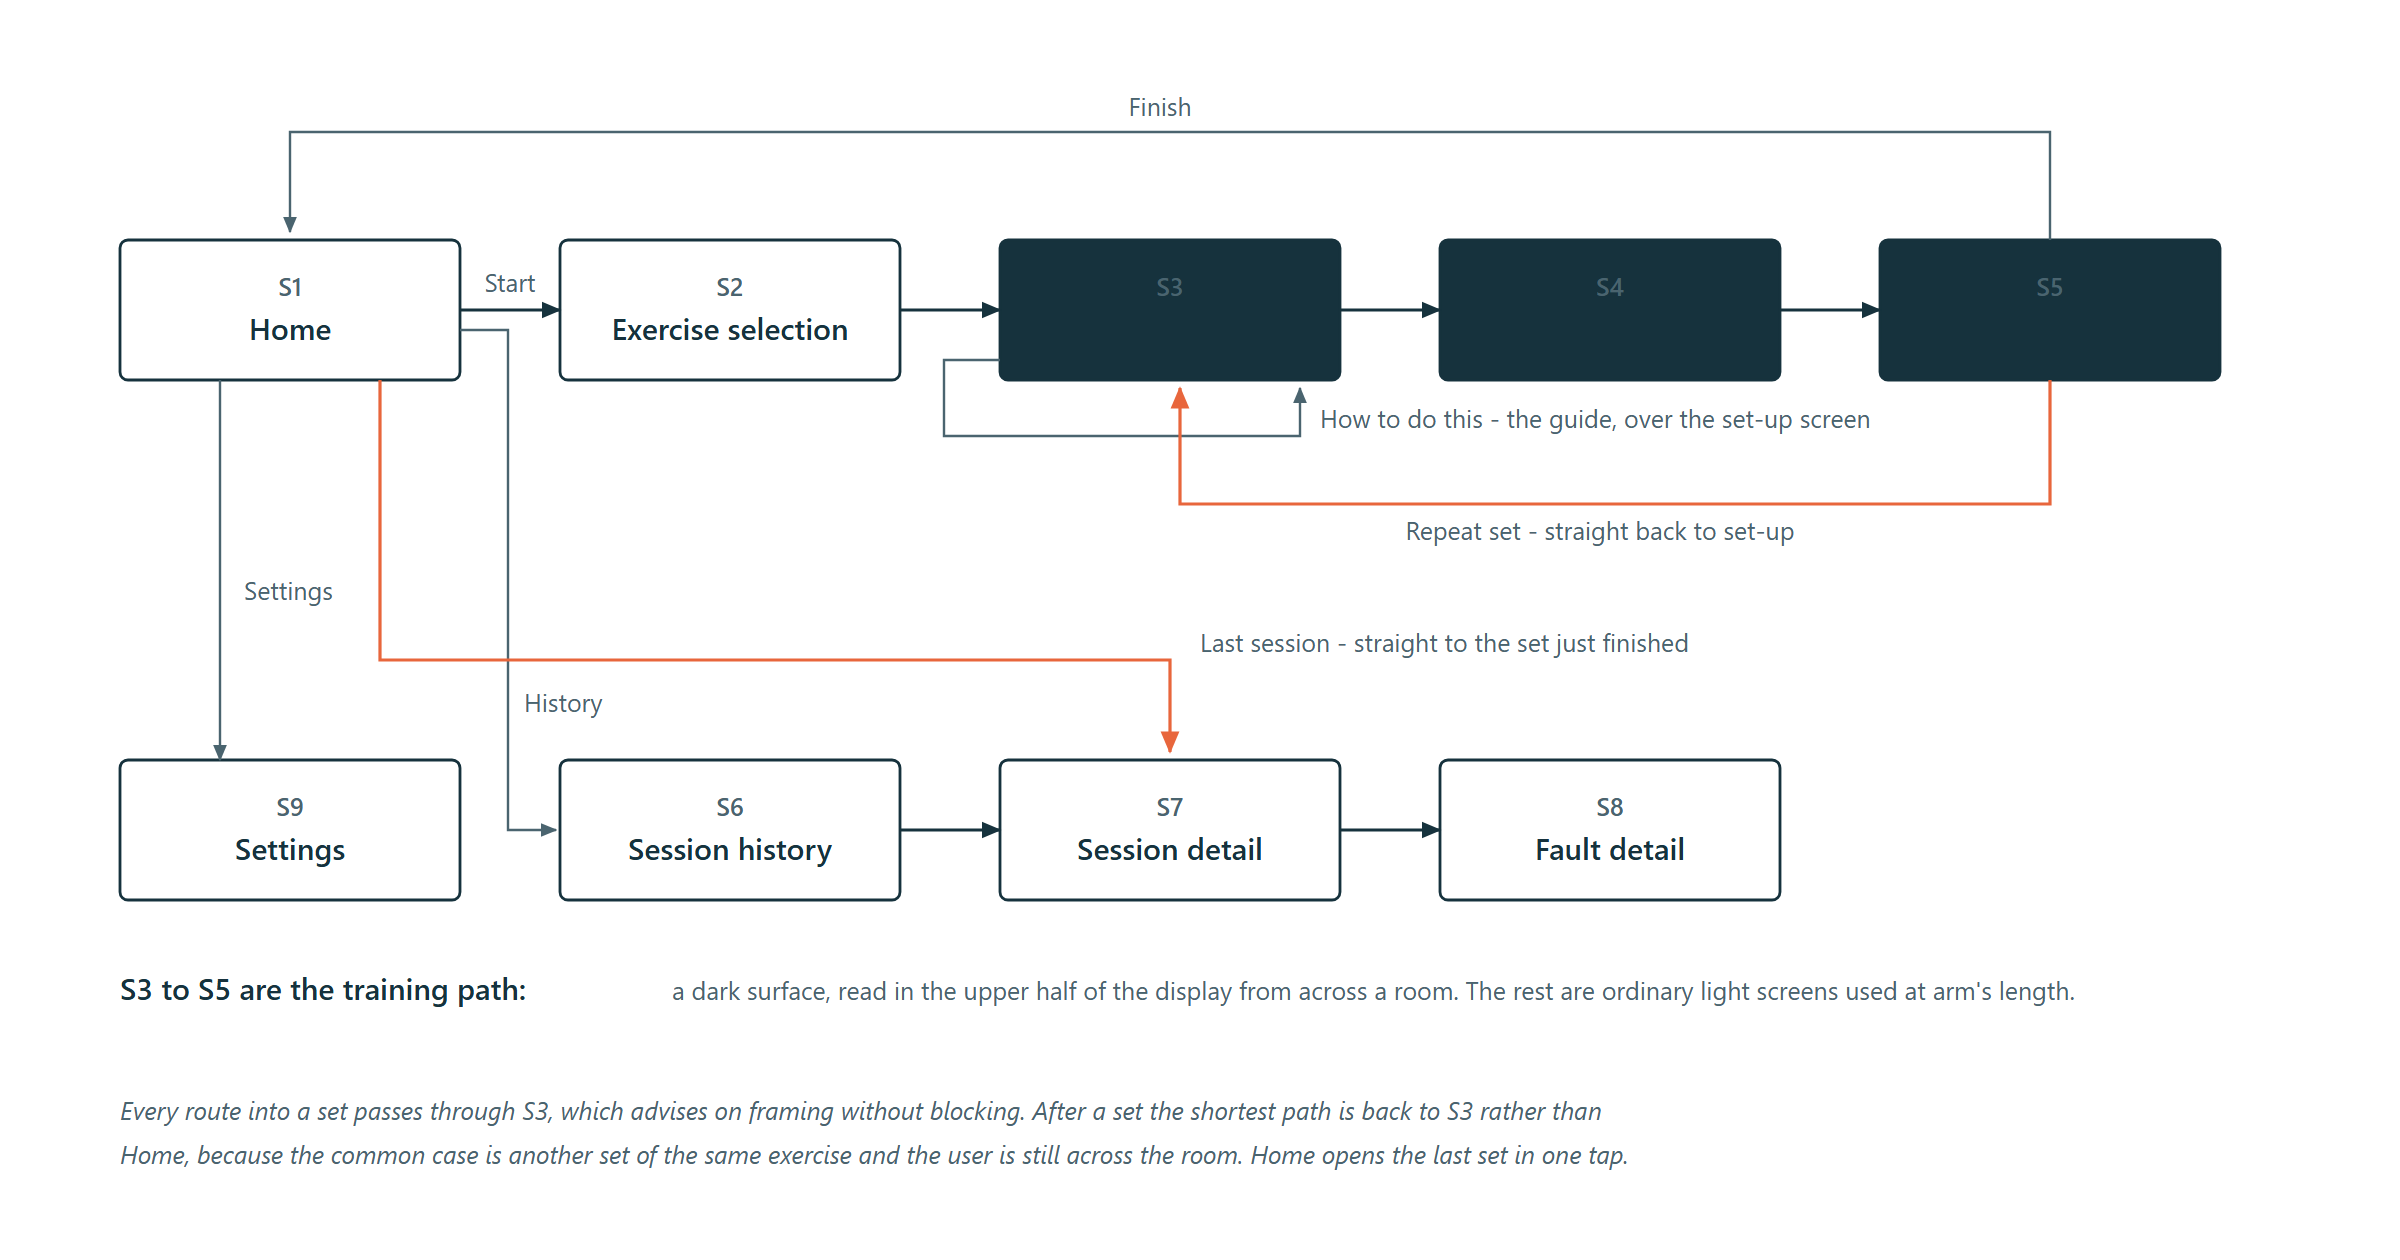 Finish
S1
Home
Start
S2
Exercise selection
S3
S4
S5
How to do this - the guide, over the set-up screen
Repeat set - straight back to set-up
Settings
Last session - straight to the set just finished
History
S9
Settings
S6
Session history
S7
Session detail
S8
Fault detail
S3 to S5 are the training path: a dark surface, read in the upper half of the display from across a room. The rest are ordinary light screens used at arm's length.
Every route into a set passes through S3, which advises on framing without blocking. After a set the shortest path is back to S3 rather than
Home, because the common case is another set of the same exercise and the user is still across the room. Home opens the last set in one tap.